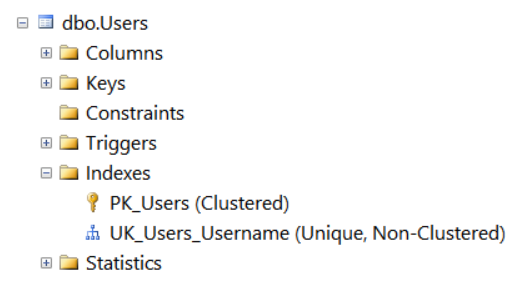 dbo.Users
Columns
Keys
Constraints
Triggers
Indexes
PK_Users (Clustered)
UK_Users_Username (Unique, Non-Clustered)
Statistics